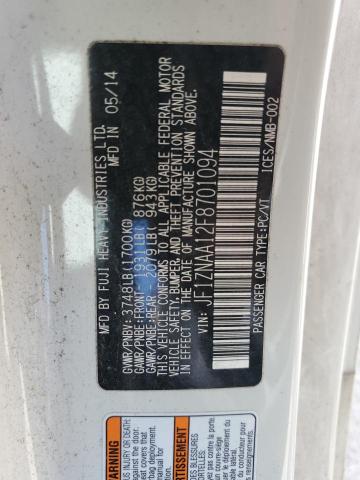 MFD BY FUJI HEAVY INDUSTRIES LTD.
MFD IN 05/14
GVWR/PNBV: 3748LB(1700KG)
GAWR/PNBE:FRONT- 1931LB( 876KG)
GAWR/PNBE:REAR- 2079LB( 943KG)
THIS VEHICLE CONFORMS TO ALL APPLICABLE FEDERAL MOTOR
VEHICLE SAFETY, BUMPER, AND THEFT PREVENTION STANDARDS
IN EFFECT ON THE DATE OF MANUFACTURE SHOWN ABOVE.
VIN: JF1ZNAA12F8701094
PASSENGER CAR TYPE:PC/VT
ICES/NMB-002
WARNING
AVERTISSEMENT